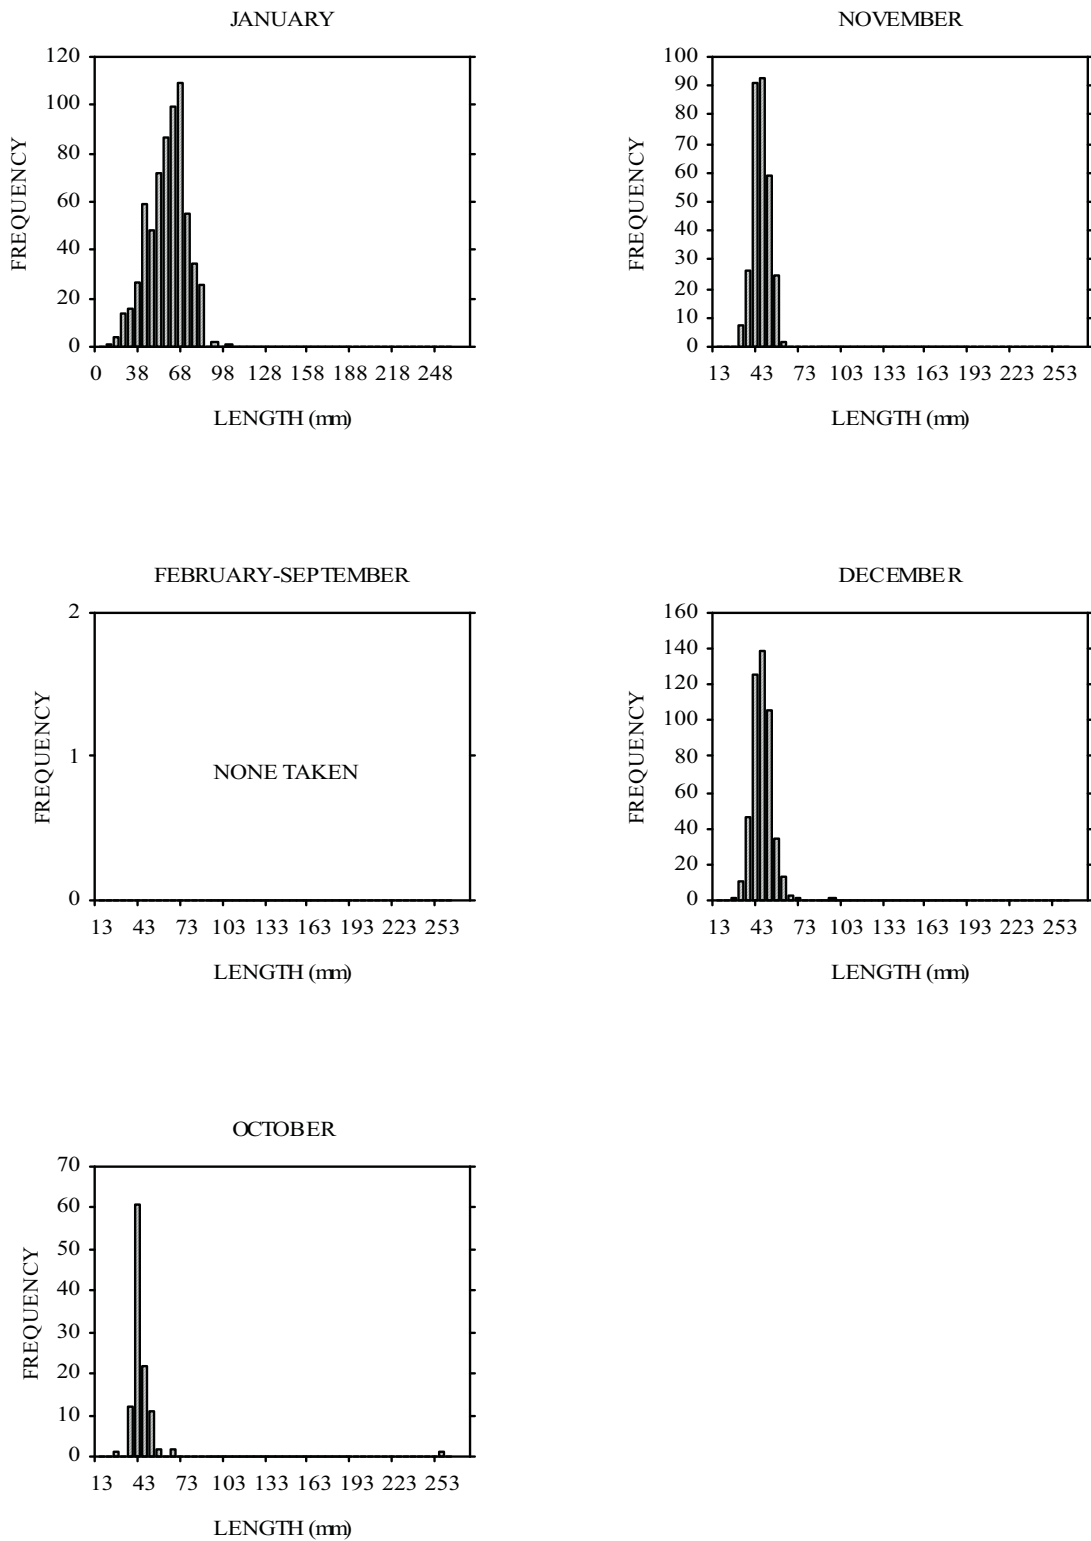 JANUARY
120
100
80
60
40
20
0
FREQUENCY
0 38 68 98 128 158 188 218 248
LENGTH (mm)
NOVEMBER
100
90
80
70
60
50
40
30
20
10
0
FREQUENCY
13 43 73 103 133 163 193 223 253
LENGTH (mm)
FEBRUARY-SEPTEMBER
2
1
0
FREQUENCY
NONE TAKEN
13 43 73 103 133 163 193 223 253
LENGTH (mm)
DECEMBER
160
140
120
100
80
60
40
20
0
FREQUENCY
13 43 73 103 133 163 193 223 253
LENGTH (mm)
OCTOBER
70
60
50
40
30
20
10
0
FREQUENCY
13 43 73 103 133 163 193 223 253
LENGTH (mm)